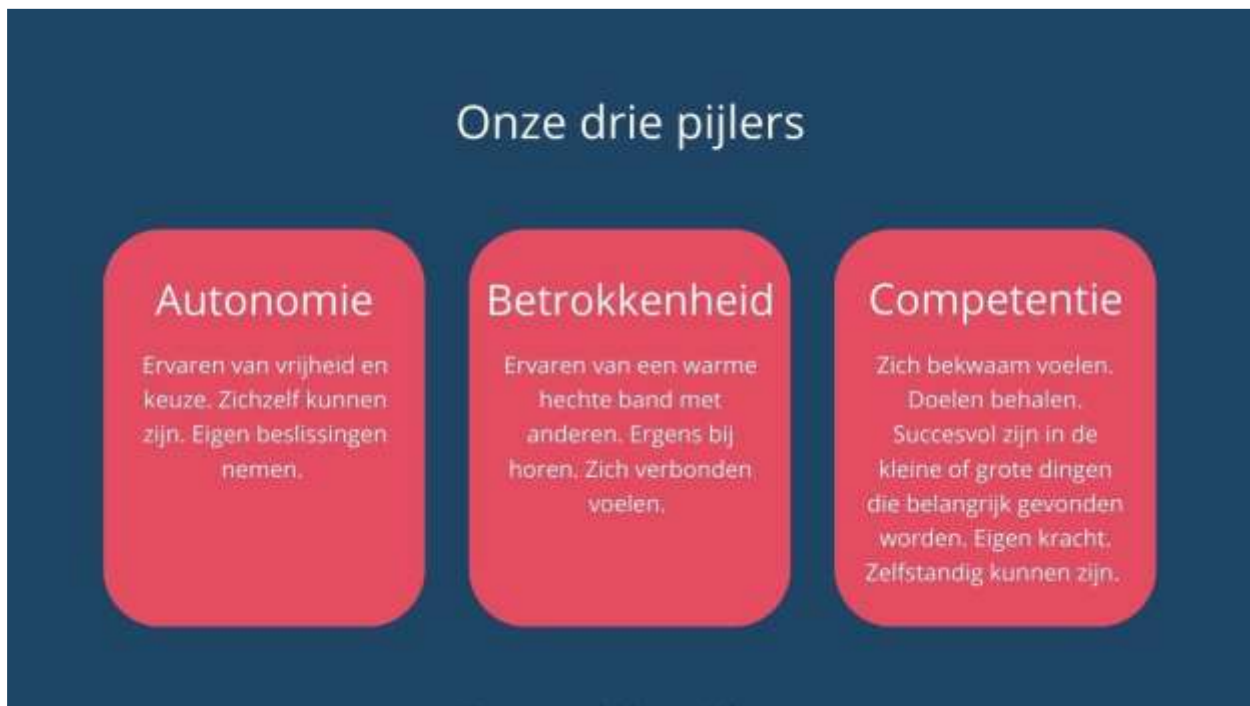 Onze drie pijlers
Autonomie
Ervaren van vrijheid en
keuze. Zichzelf kunnen
zijn. Eigen beslissingen
nemen.
Betrokkenheid
Ervaren van een warme
hechte band met
anderen. Ergens bij
horen. Zich verbonden
voelen.
Competentie
Zich bekwaam voelen.
Doelen behalen.
Succesvol zijn in de
kleine of grote dingen
die belangrijk gevonden
worden. Eigen kracht.
Zelfstandig kunnen zijn.